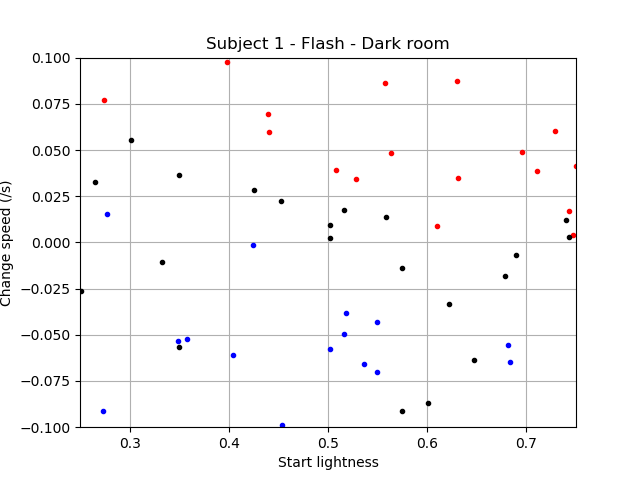 Subject 1 - Flash - Dark room
0.100
0.075
0.050
0.025
0.000
−0.025
−0.050
−0.075
−0.100
Change speed (/s)
0.3 0.4 0.5 0.6 0.7
Start lightness